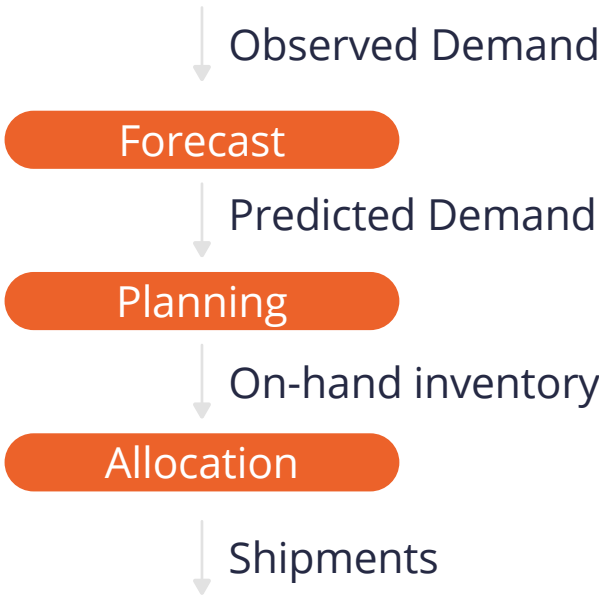 Observed Demand
Forecast
Predicted Demand
Planning
On-hand inventory
Allocation
Shipments